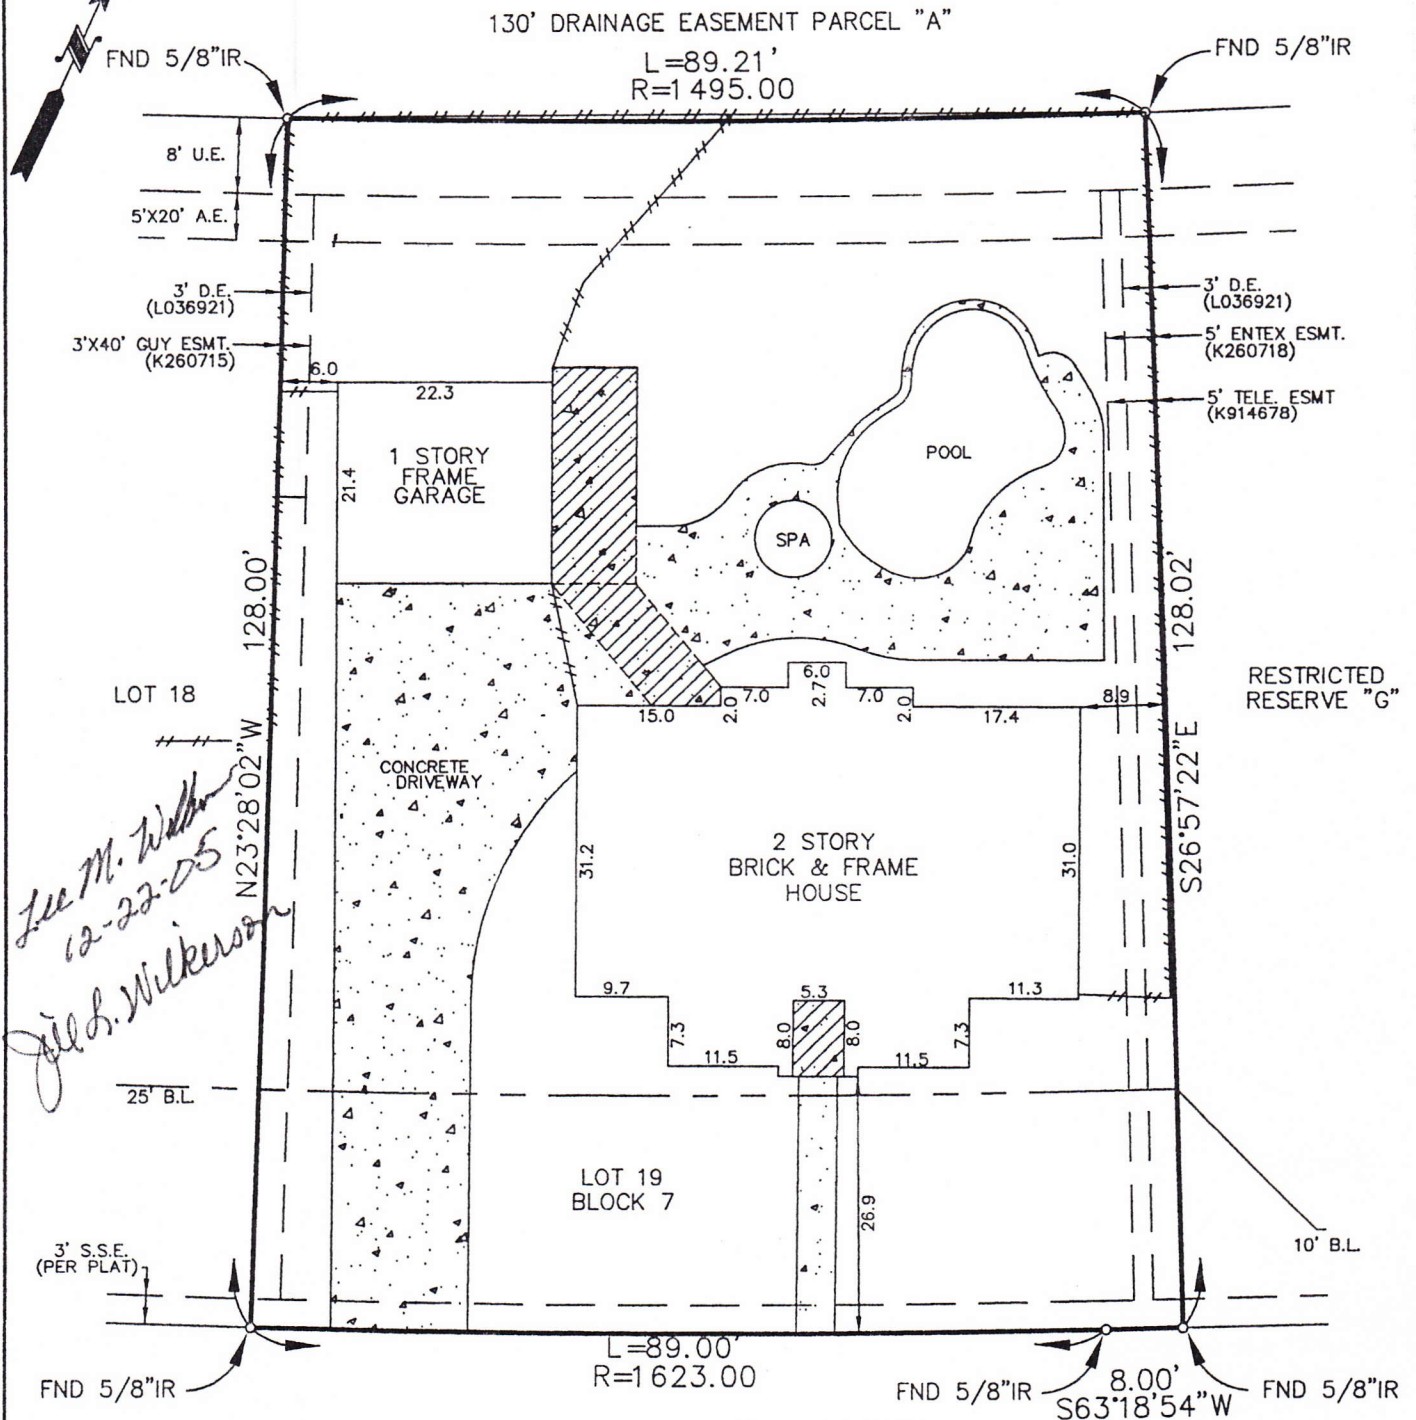 130' DRAINAGE EASEMENT PARCEL "A"
FND 5/8"IR
L=89.21'
R=1495.00
FND 5/8"IR
8' U.E.
5'X20' A.E.
3' D.E.
(L036921)
3'X40' GUY ESMT.
(K260715)
3' D.E.
(L036921)
5' ENTEX ESMT.
(K260718)
5' TELE. ESMT
(K914678)
6.0
22.3
21.4
1 STORY
FRAME
GARAGE
POOL
SPA
128.00'
N23°28'02"W
128.02'
S26°57'22"E
LOT 18
RESTRICTED
RESERVE "G"
15.0
2.0
7.0
6.0
2.7
7.0
2.0
17.4
8.9
CONCRETE
DRIVEWAY
2 STORY
BRICK & FRAME
HOUSE
31.2
31.0
Lee M.
12-22-05
Jill L. Wilkerson
9.7
7.3
11.5
8.0
5.3
8.0
11.5
7.3
11.3
25' B.L.
LOT 19
BLOCK 7
26.9
10' B.L.
3' S.S.E.
(PER PLAT)
L=89.00'
R=1623.00
FND 5/8"IR
FND 5/8"IR
8.00'
S63°18'54"W
FND 5/8"IR